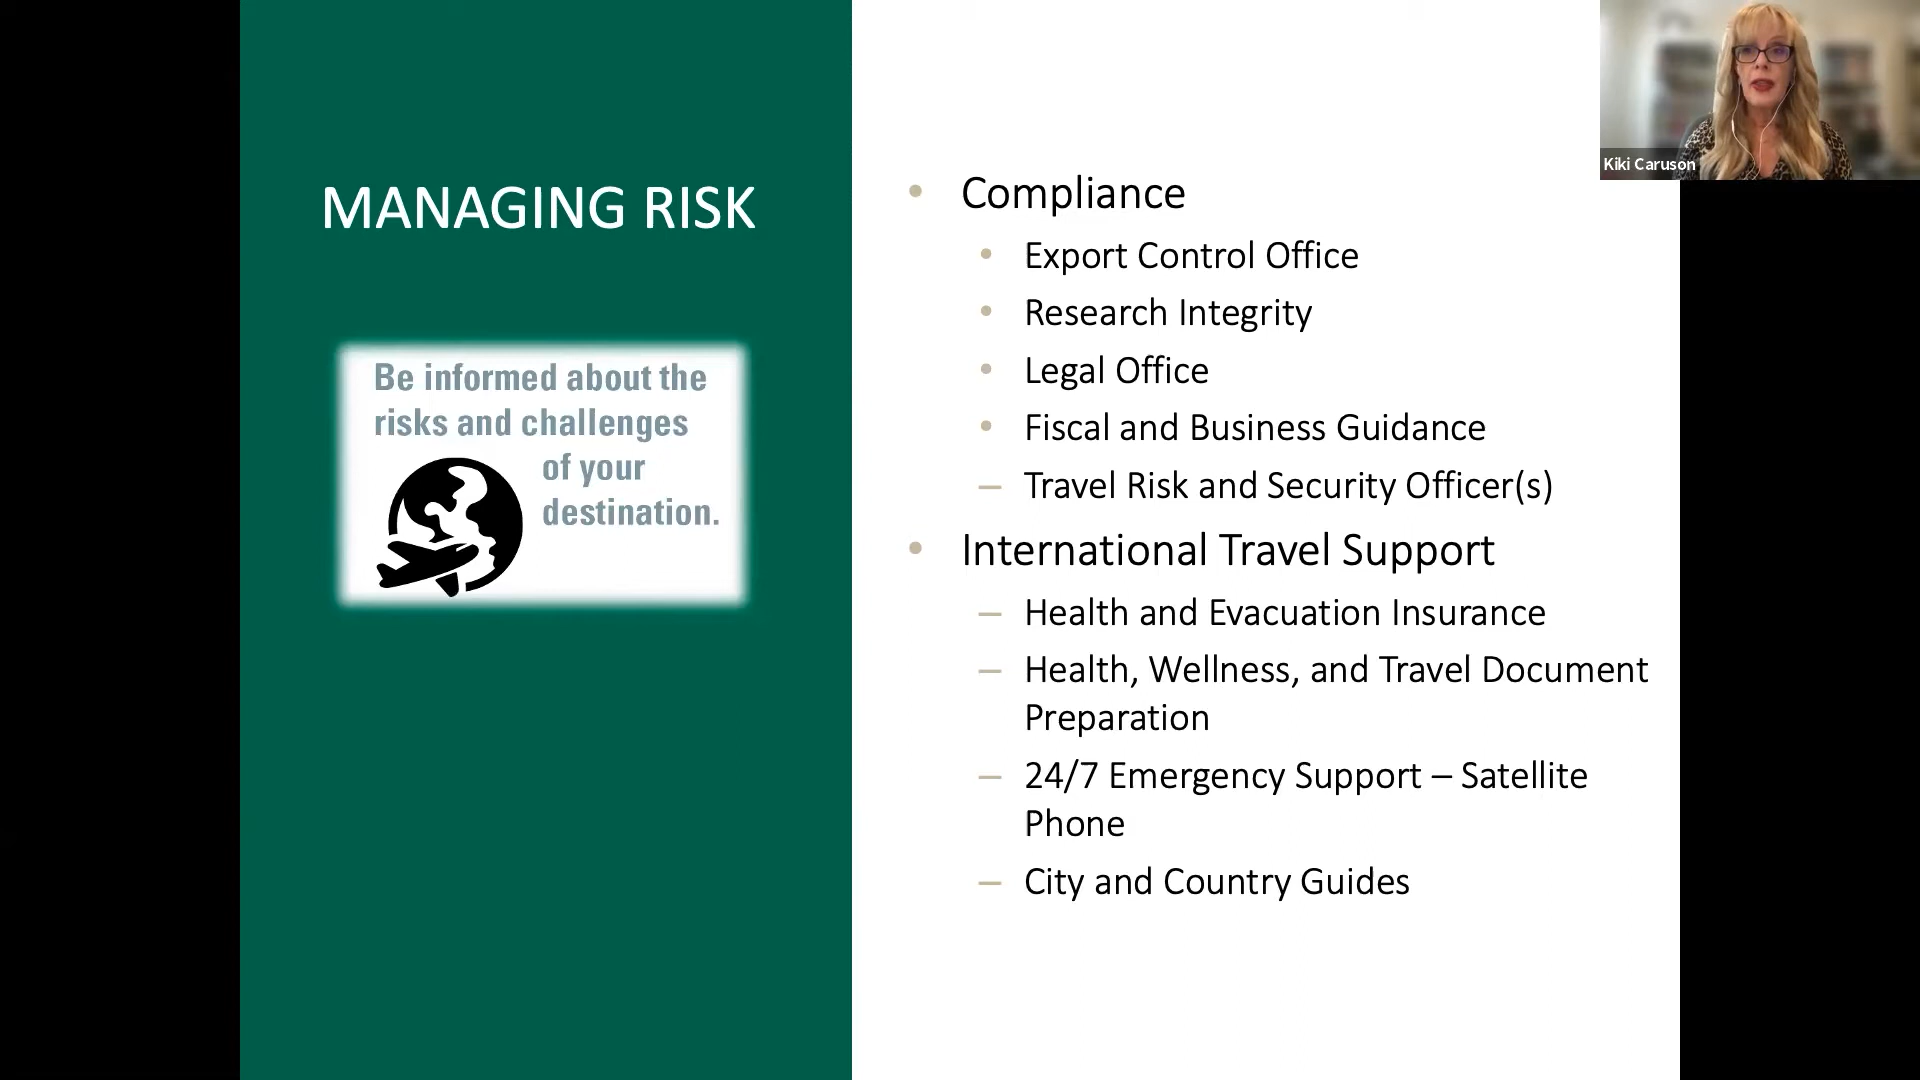 MANAGING RISK
Be informed about the
risks and challenges
of your
destination.
• Compliance
• Export Control Office
• Research Integrity
• Legal Office
• Fiscal and Business Guidance
– Travel Risk and Security Officer(s)
• International Travel Support
– Health and Evacuation Insurance
– Health, Wellness, and Travel Document
Preparation
– 24/7 Emergency Support – Satellite
Phone
– City and Country Guides
Kiki Caruson